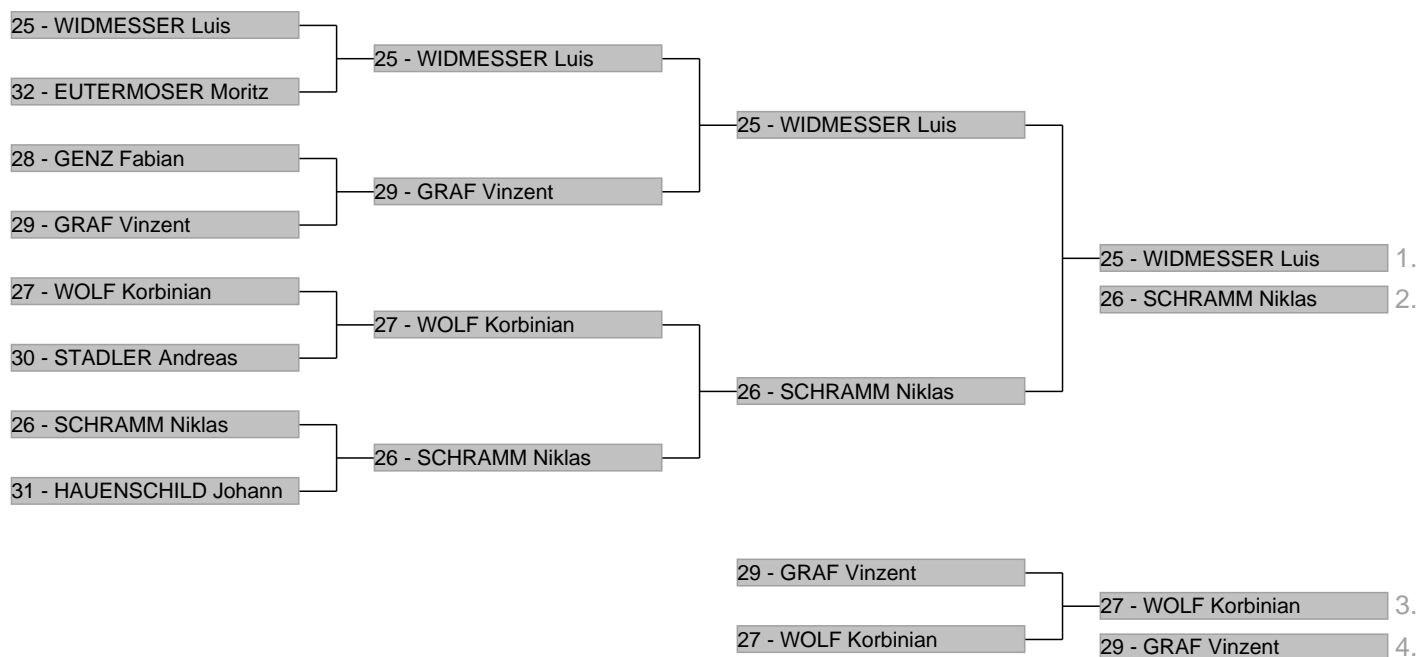 25 - WIDMESSER Luis
32 - EUTERMOSER Moritz
28 - GENZ Fabian
29 - GRAF Vinzent
27 - WOLF Korbinian
30 - STADLER Andreas
26 - SCHRAMM Niklas
31 - HAUENSCHILD Johann
25 - WIDMESSER Luis
29 - GRAF Vinzent
27 - WOLF Korbinian
26 - SCHRAMM Niklas
25 - WIDMESSER Luis
26 - SCHRAMM Niklas
25 - WIDMESSER Luis 1.
26 - SCHRAMM Niklas 2.
29 - GRAF Vinzent
27 - WOLF Korbinian
27 - WOLF Korbinian 3.
29 - GRAF Vinzent 4.